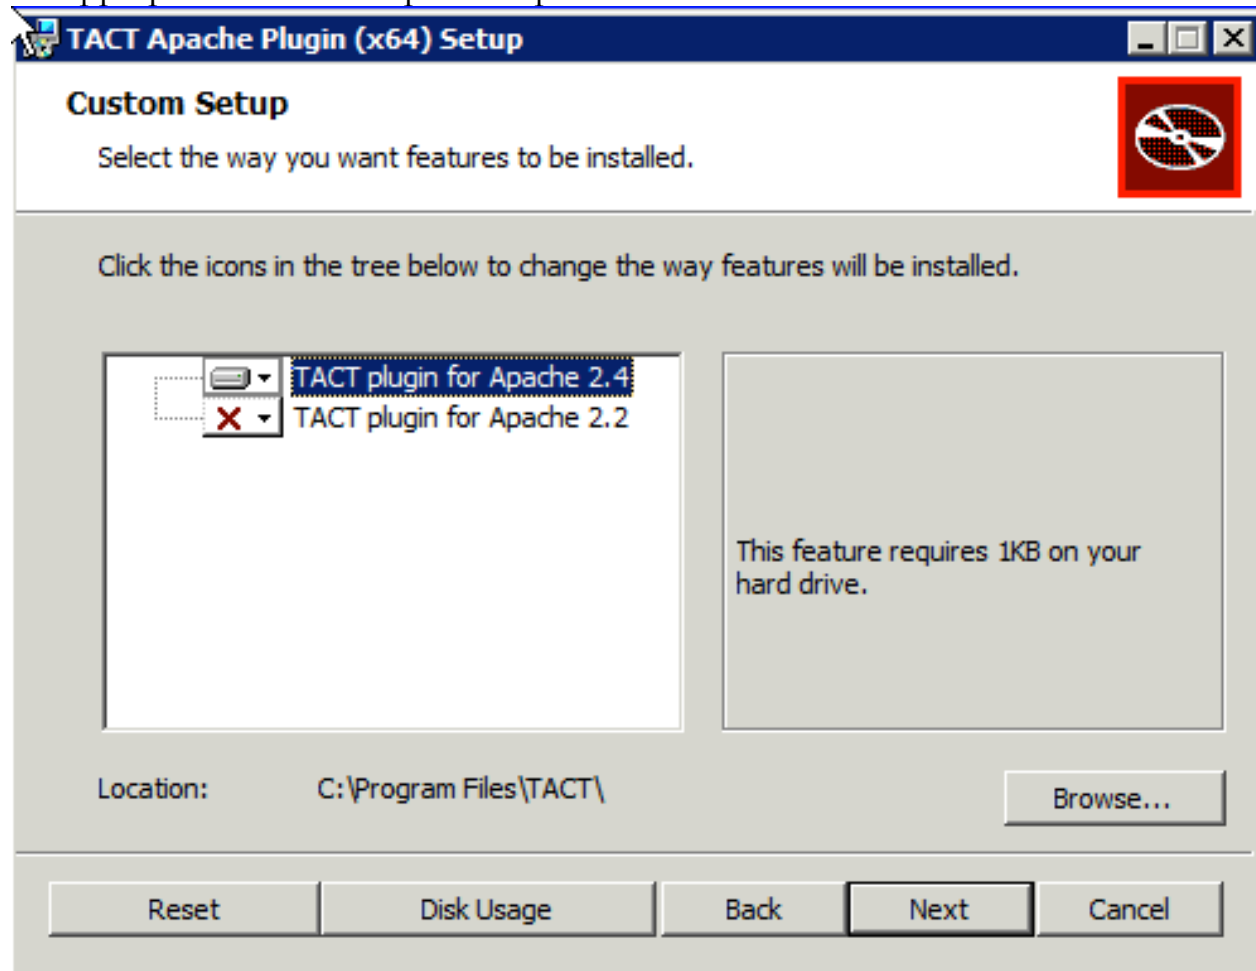 TACT Apache Plugin (x64) Setup
Custom Setup
Select the way you want features to be installed.
Click the icons in the tree below to change the way features will be installed.
TACT plugin for Apache 2.4
TACT plugin for Apache 2.2
This feature requires 1KB on your
hard drive.
Location: C:\Program Files\TACT\
Browse...
Reset Disk Usage Back Next Cancel